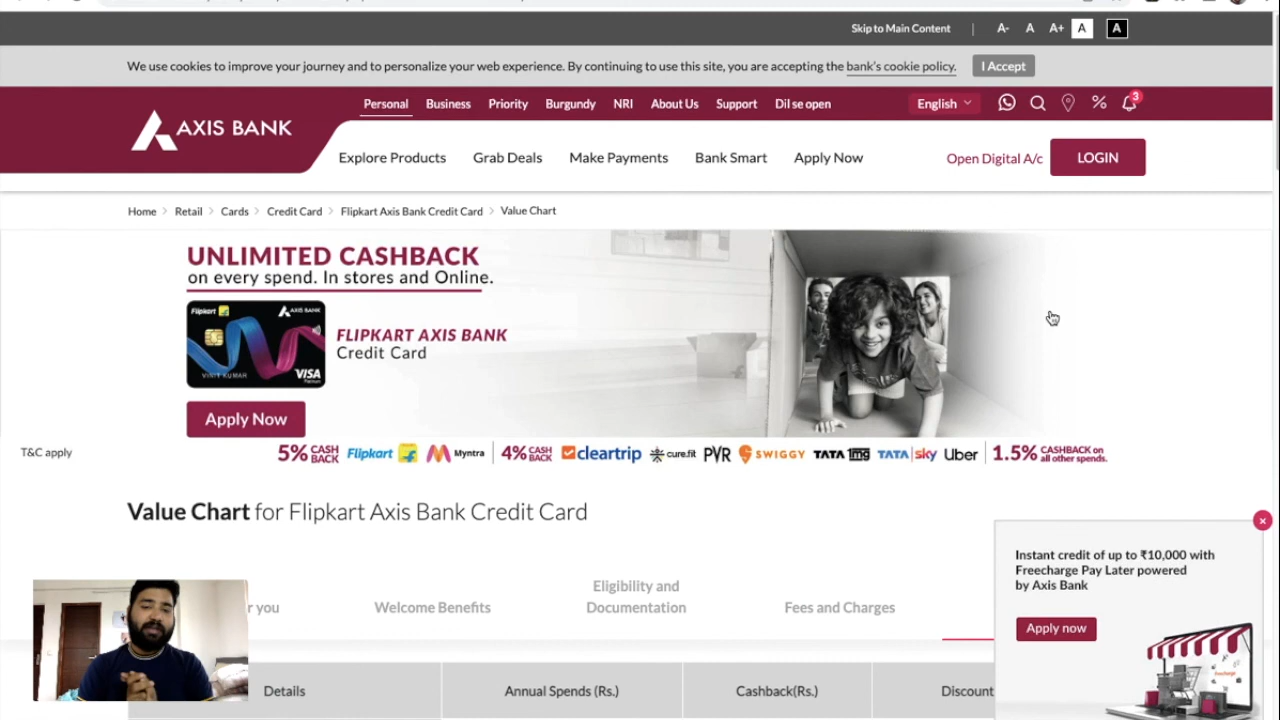 Skip to Main Content | A- A A+ A A
We use cookies to improve your journey and to personalize your web experience. By continuing to use this site, you are accepting the bank's cookie policy. I Accept
Personal Business Priority Burgundy NRI About Us Support Dil se open English 3
AXIS BANK
Explore Products Grab Deals Make Payments Bank Smart Apply Now Open Digital A/c LOGIN
Home > Retail > Cards > Credit Card > Flipkart Axis Bank Credit Card > Value Chart
UNLIMITED CASHBACK
on every spend. In stores and Online.
Flipkart AXIS BANK
VINIT KUMAR VISA
Platinum
FLIPKART AXIS BANK
Credit Card
Apply Now
T&C apply
5% CASH BACK Flipkart Myntra 4% CASH BACK cleartrip cure.fit PVR SWIGGY TATA 1mg TATA sky Uber 1.5% CASHBACK on all other spends.
Value Chart for Flipkart Axis Bank Credit Card
r you Welcome Benefits Eligibility and Documentation Fees and Charges
Details Annual Spends (Rs.) Cashback(Rs.) Discount
×
Instant credit of up to ₹10,000 with
Freecharge Pay Later powered
by Axis Bank
Apply now